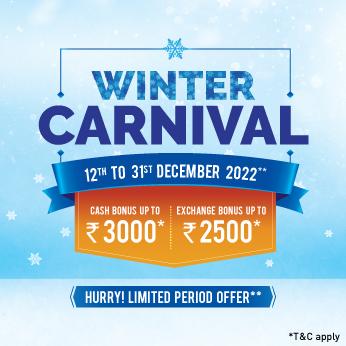 WINTER
CARNIVAL
12TH TO 31ST DECEMBER 2022**
CASH BONUS UP TO
₹ 3000*
EXCHANGE BONUS UP TO
₹ 2500*
HURRY! LIMITED PERIOD OFFER**
*T&C apply